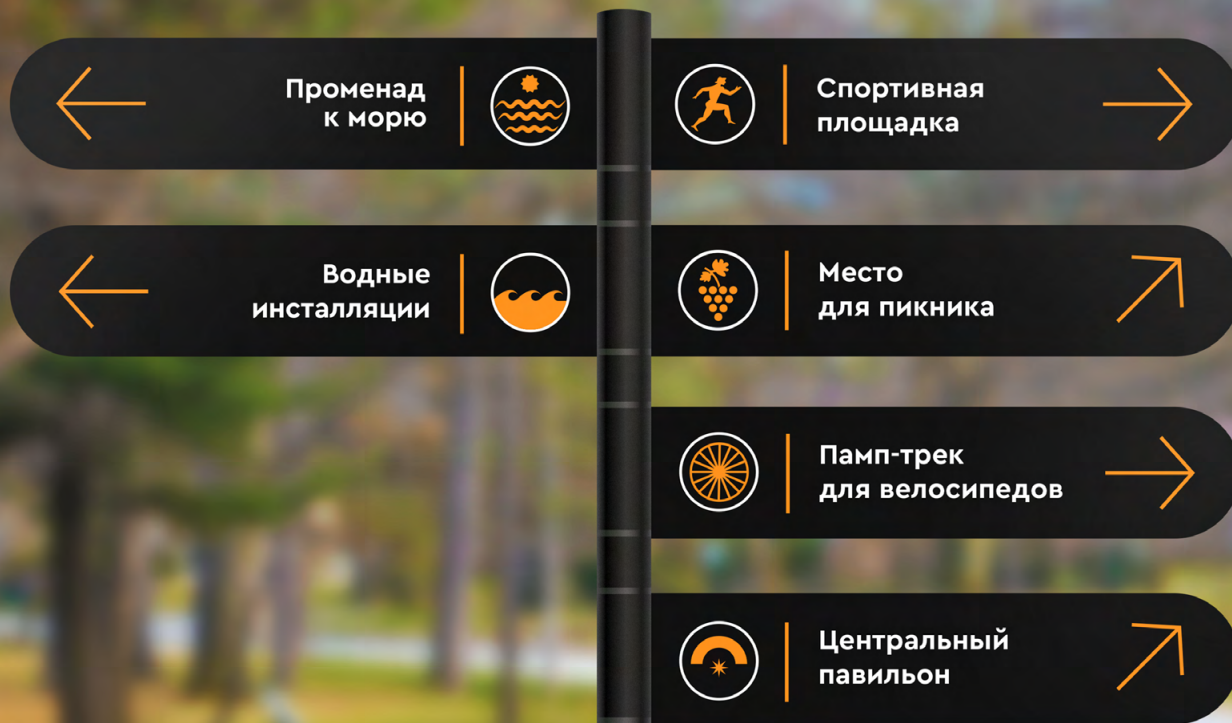 Променад
к морю
Спортивная
площадка
Водные
инсталляции
Место
для пикника
Памп-трек
для велосипедов
Центральный
павильон